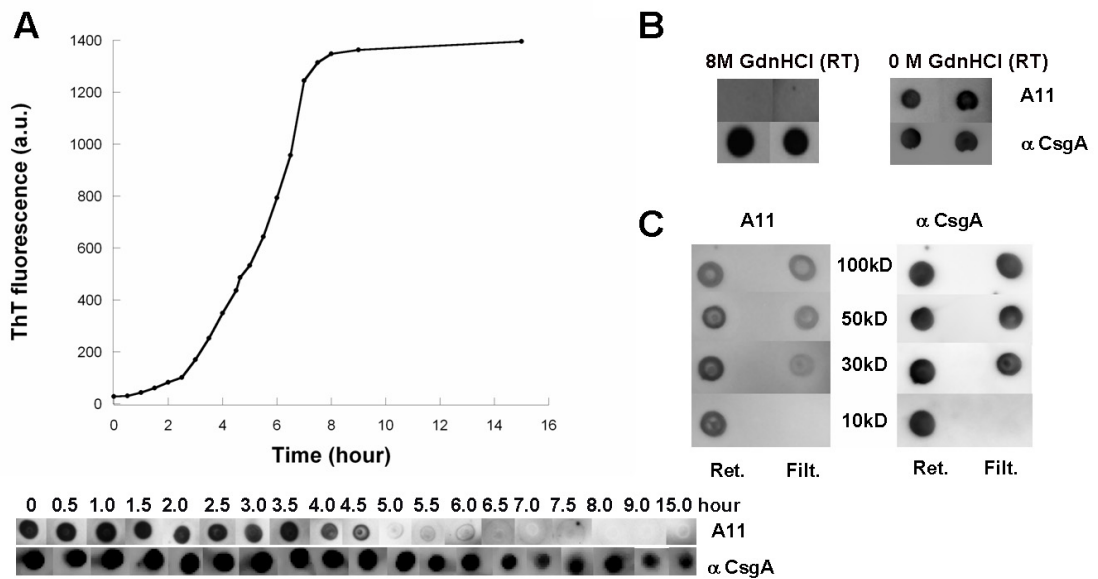 A
ThT fluorescence (a.u.)
1400
1200
1000
800
600
400
200
0
0 2 4 6 8 10 12 14 16
Time (hour)
0 0.5 1.0 1.5 2.0 2.5 3.0 3.5 4.0 4.5 5.0 5.5 6.0 6.5 7.0 7.5 8.0 9.0 15.0 hour
A11
α CsgA
B
8M GdnHCl (RT) 0 M GdnHCl (RT)
A11
α CsgA
C
A11 α CsgA
100kD
50kD
30kD
10kD
Ret. Filt. Ret. Filt.